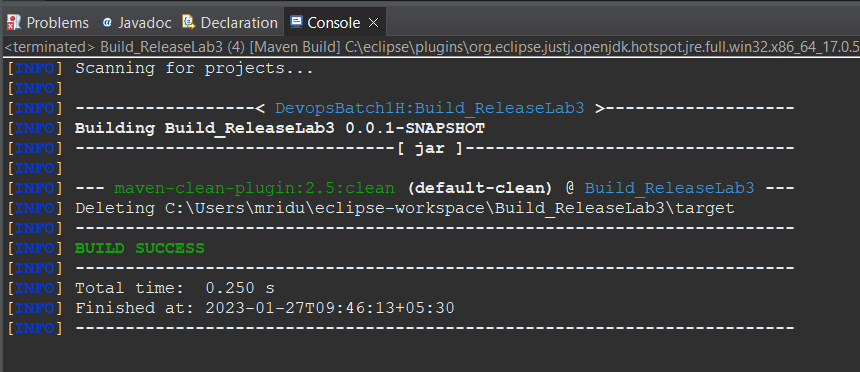 Problems Javadoc Declaration Console
<terminated> Build_ReleaseLab3 (4) [Maven Build] C:\eclipse\plugins\org.eclipse.justj.openjdk.hotspot.jre.full.win32.x86_64_17.0.5
[INFO] Scanning for projects...
[INFO]
[INFO] ------------------< DevopsBatch1H:Build_ReleaseLab3 >-------------------
[INFO] Building Build_ReleaseLab3 0.0.1-SNAPSHOT
[INFO] --------------------------------[ jar ]---------------------------------
[INFO]
[INFO] --- maven-clean-plugin:2.5:clean (default-clean) @ Build_ReleaseLab3 ---
[INFO] Deleting C:\Users\mridu\eclipse-workspace\Build_ReleaseLab3\target
[INFO] ------------------------------------------------------------------------
[INFO] BUILD SUCCESS
[INFO] ------------------------------------------------------------------------
[INFO] Total time:  0.250 s
[INFO] Finished at: 2023-01-27T09:46:13+05:30
[INFO] ------------------------------------------------------------------------